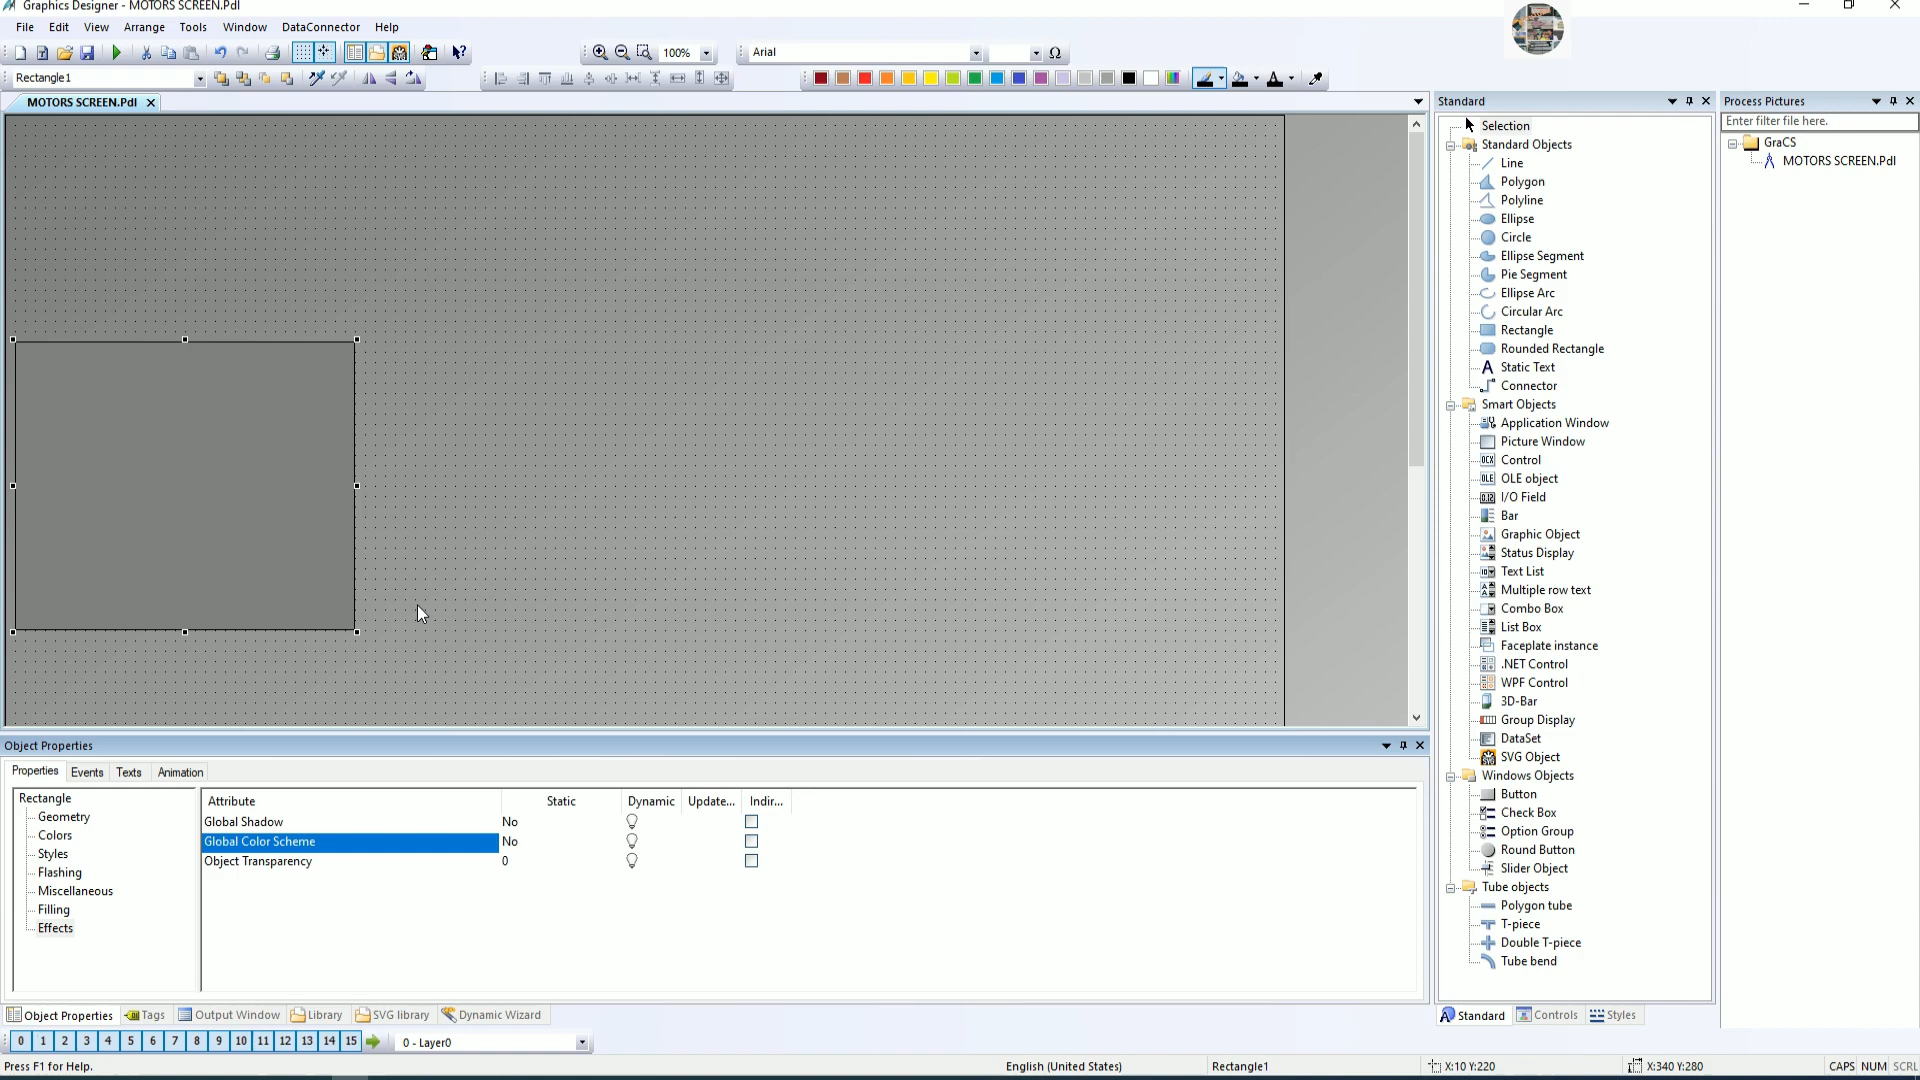 Graphics Designer - MOTORS SCREEN.Pdl
File Edit View Arrange Tools Window DataConnector Help
100% Arial Ω
Rectangle1
MOTORS SCREEN.Pdl
Standard
Selection
Standard Objects
Line
Polygon
Polyline
Ellipse
Circle
Ellipse Segment
Pie Segment
Ellipse Arc
Circular Arc
Rectangle
Rounded Rectangle
Static Text
Connector
Smart Objects
Application Window
Picture Window
Control
OLE object
I/O Field
Bar
Graphic Object
Status Display
Text List
Multiple row text
Combo Box
List Box
Faceplate instance
.NET Control
WPF Control
3D-Bar
Group Display
DataSet
SVG Object
Windows Objects
Button
Check Box
Option Group
Round Button
Slider Object
Tube objects
Polygon tube
T-piece
Double T-piece
Tube bend
Standard Controls Styles
Process Pictures
Enter filter file here.
GraCS
MOTORS SCREEN.Pdl
Object Properties
Properties Events Texts Animation
Rectangle
Geometry
Colors
Styles
Flashing
Miscellaneous
Filling
Effects
Attribute Static Dynamic Update... Indir...
Global Shadow No
Global Color Scheme No
Object Transparency 0
Object Properties Tags Output Window Library SVG library Dynamic Wizard
0 1 2 3 4 5 6 7 8 9 10 11 12 13 14 15 0 - Layer0
Press F1 for Help. English (United States) Rectangle1 X:10 Y:220 X:340 Y:280 CAPS NUM SCRL